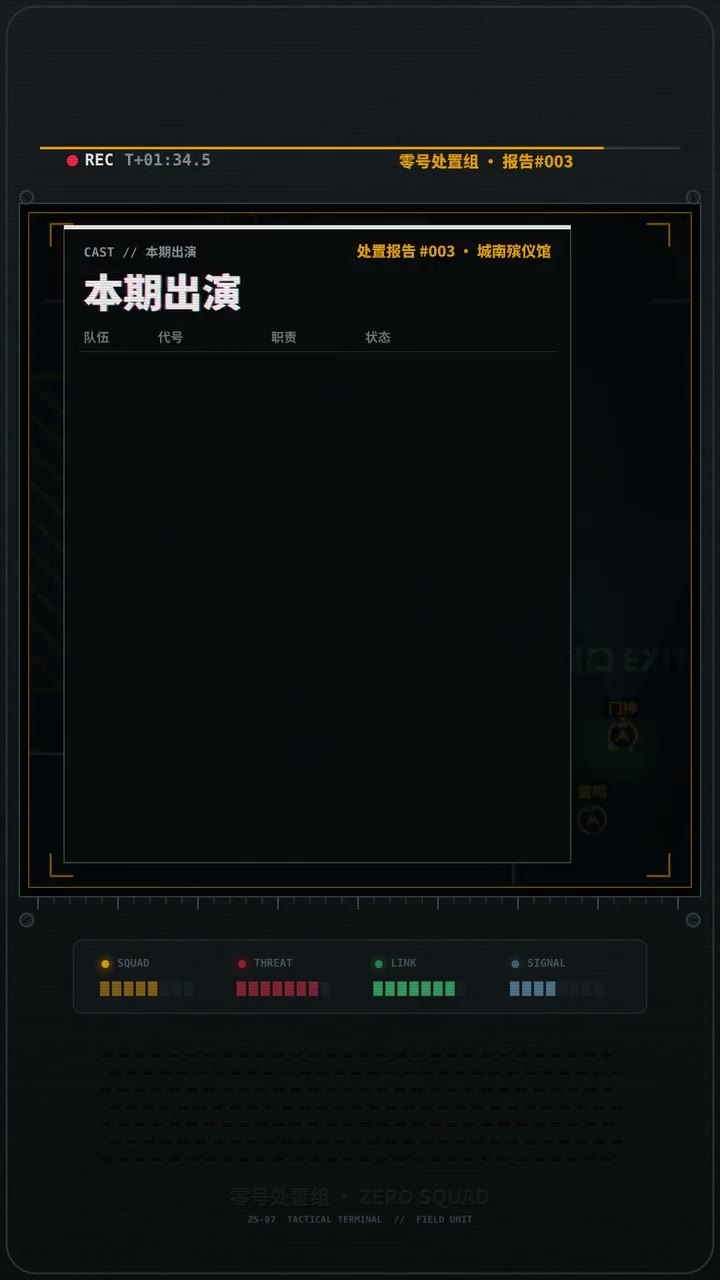 REC T+01:34.5
零号处置组 · 报告#003
CAST // 本期出演
处置报告 #003 · 城南殡仪馆
本期出演
队伍 代号 职责 状态
口 EXIT
门神
雷鸣
SQUAD THREAT LINK SIGNAL
零号处置组 · ZERO SQUAD
ZS-07 TACTICAL TERMINAL // FIELD UNIT